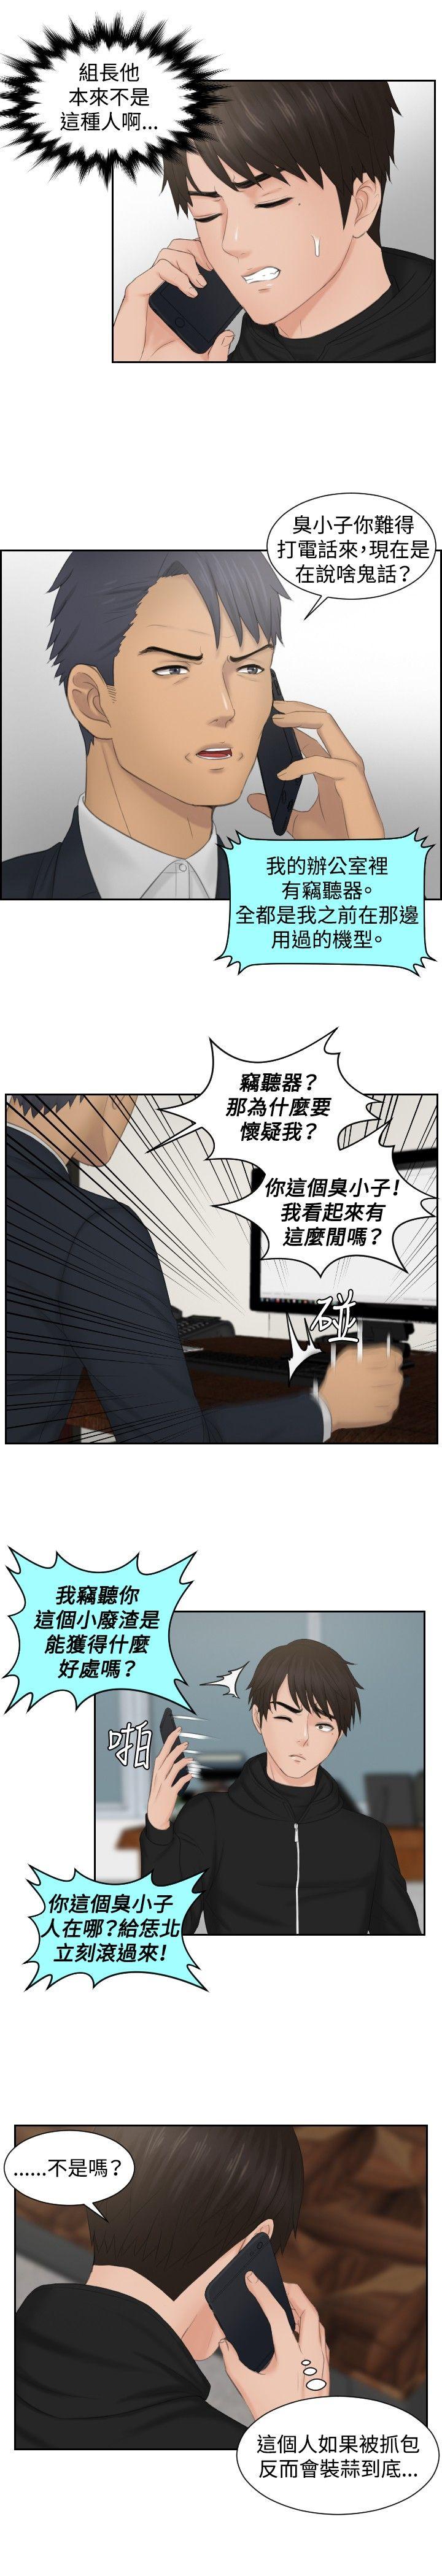 組長他
本來不是
這種人啊...
臭小子你難得
打電話來,現在是
在說啥鬼話?
我的辦公室裡
有竊聽器。
全都是我之前在那邊
用過的機型。
竊聽器?
那為什麼要
懷疑我?
你這個臭小子!
我看起來有
這麼閒嗎?
碰
我竊聽你
這個小廢渣是
能獲得什麼
好處嗎?
啪
你這個臭小子
人在哪?給恁北
立刻滾過來!
......不是嗎?
這個人如果被抓包
反而會裝蒜到底...